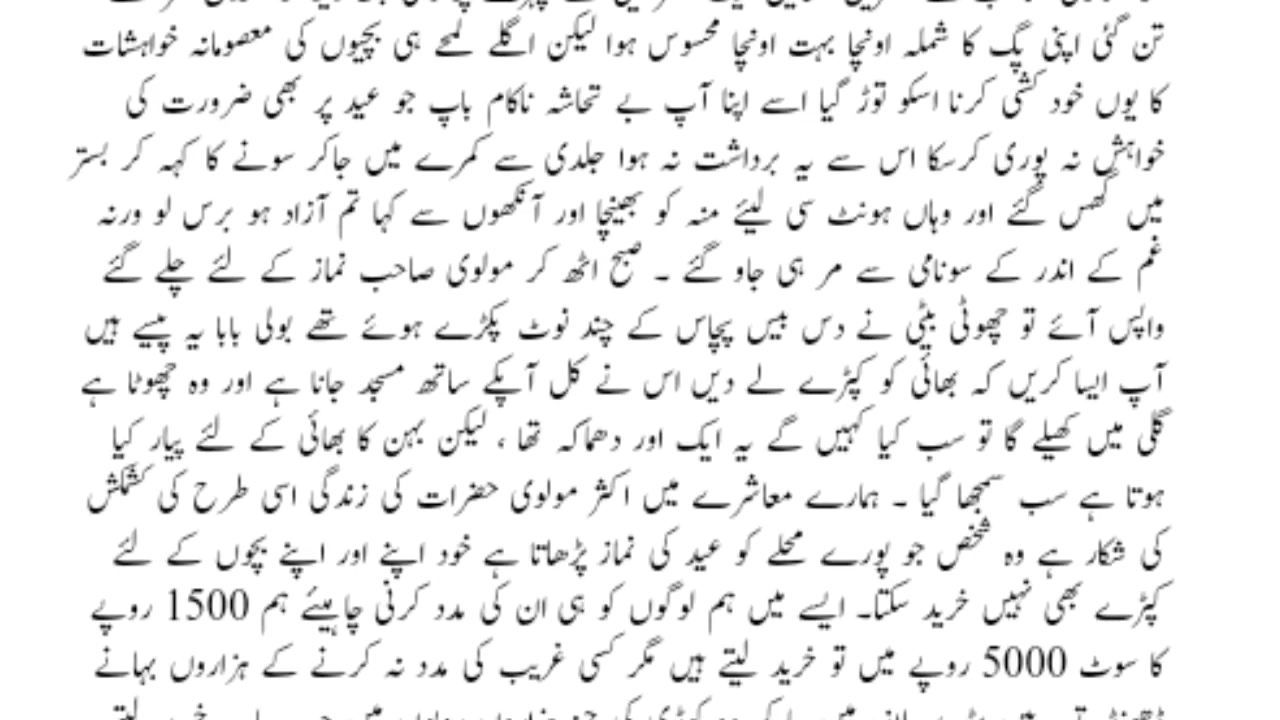 تن گئی اپنی پگ کا شملہ اونچا بہت اونچا محسوس ہوا لیکن اگلے لمحے ہی بچیوں کی معصومانہ خواہشات
کا یوں خود کشی کرنا اسکو توڑ گیا اسے اپنا آپ بے تحاشہ ناکام باپ جو عید پر بھی ضرورت کی
خواہش نہ پوری کرسکا اس سے یہ برداشت نہ ہوا جلدی سے کمرے میں جاکر سونے کا کہہ کر بستر
میں گھس گئے اور وہاں ہونٹ سی لیئے منہ کو بھینچا اور آنکھوں سے کہا تم آزاد ہو برس لو ورنہ
غم کے اندر کے سونامی سے مر ہی جاو گئے ۔ صبح اٹھ کر مولوی صاحب نماز کے لئے چلے گئے
واپس آئے تو چھوٹی بیٹی نے دس بیس پچاس کے چند نوٹ پکڑے ہوئے تھے بولی بابا یہ پیسے ہیں
آپ ایسا کریں کہ بھائی کو کپڑے لے دیں اس نے کل آپکے ساتھ مسجد جانا ہے اور وہ چھوٹا ہے
گلی میں کھیلے گا تو سب کیا کہیں گے یہ ایک اور دھاکہ تھا ، لیکن بہن کا بھائی کے لئے پیار کیا
ہوتا ہے سب سمجھا گیا ۔ ہمارے معاشرے میں اکثر مولوی حضرات کی زندگی اسی طرح کی کشمکش
کی شکار ہے وہ شخص جو پورے محلے کو عید کی نماز پڑھاتا ہے خود اپنے اور اپنے بچوں کے لئے
کپڑے بھی نہیں خرید سکتا۔ ایسے میں ہم لوگوں کو ہی ان کی مدد کرنی چاہیئے ہم 1500 روپے
کا سوٹ 5000 روپے میں تو خرید لیتے ہیں مگر کسی غریب کی مدد نہ کرنے کے ہزاروں بہانے